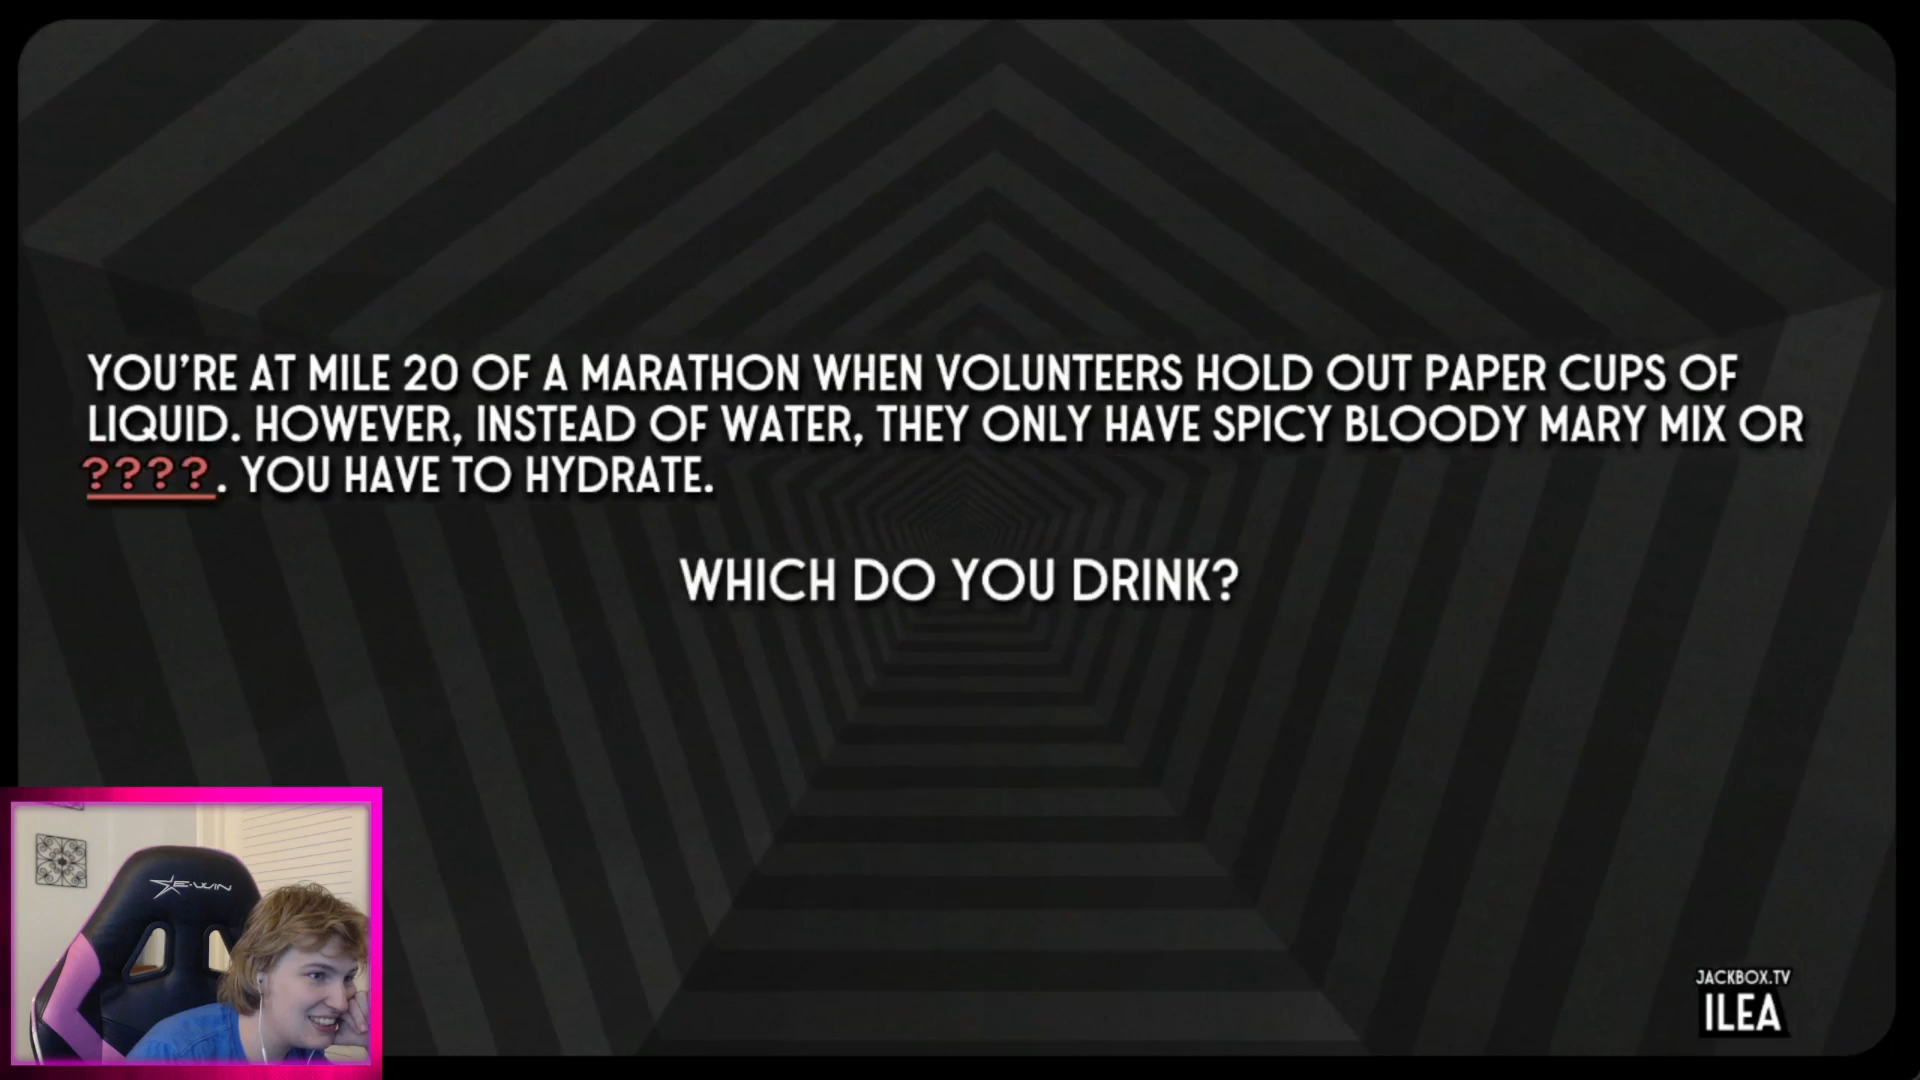 YOU'RE AT MILE 20 OF A MARATHON WHEN VOLUNTEERS HOLD OUT PAPER CUPS OF
LIQUID. HOWEVER, INSTEAD OF WATER, THEY ONLY HAVE SPICY BLOODY MARY MIX OR
????. YOU HAVE TO HYDRATE.
WHICH DO YOU DRINK?
E-WIN
JACKBOX.TV
ILEA